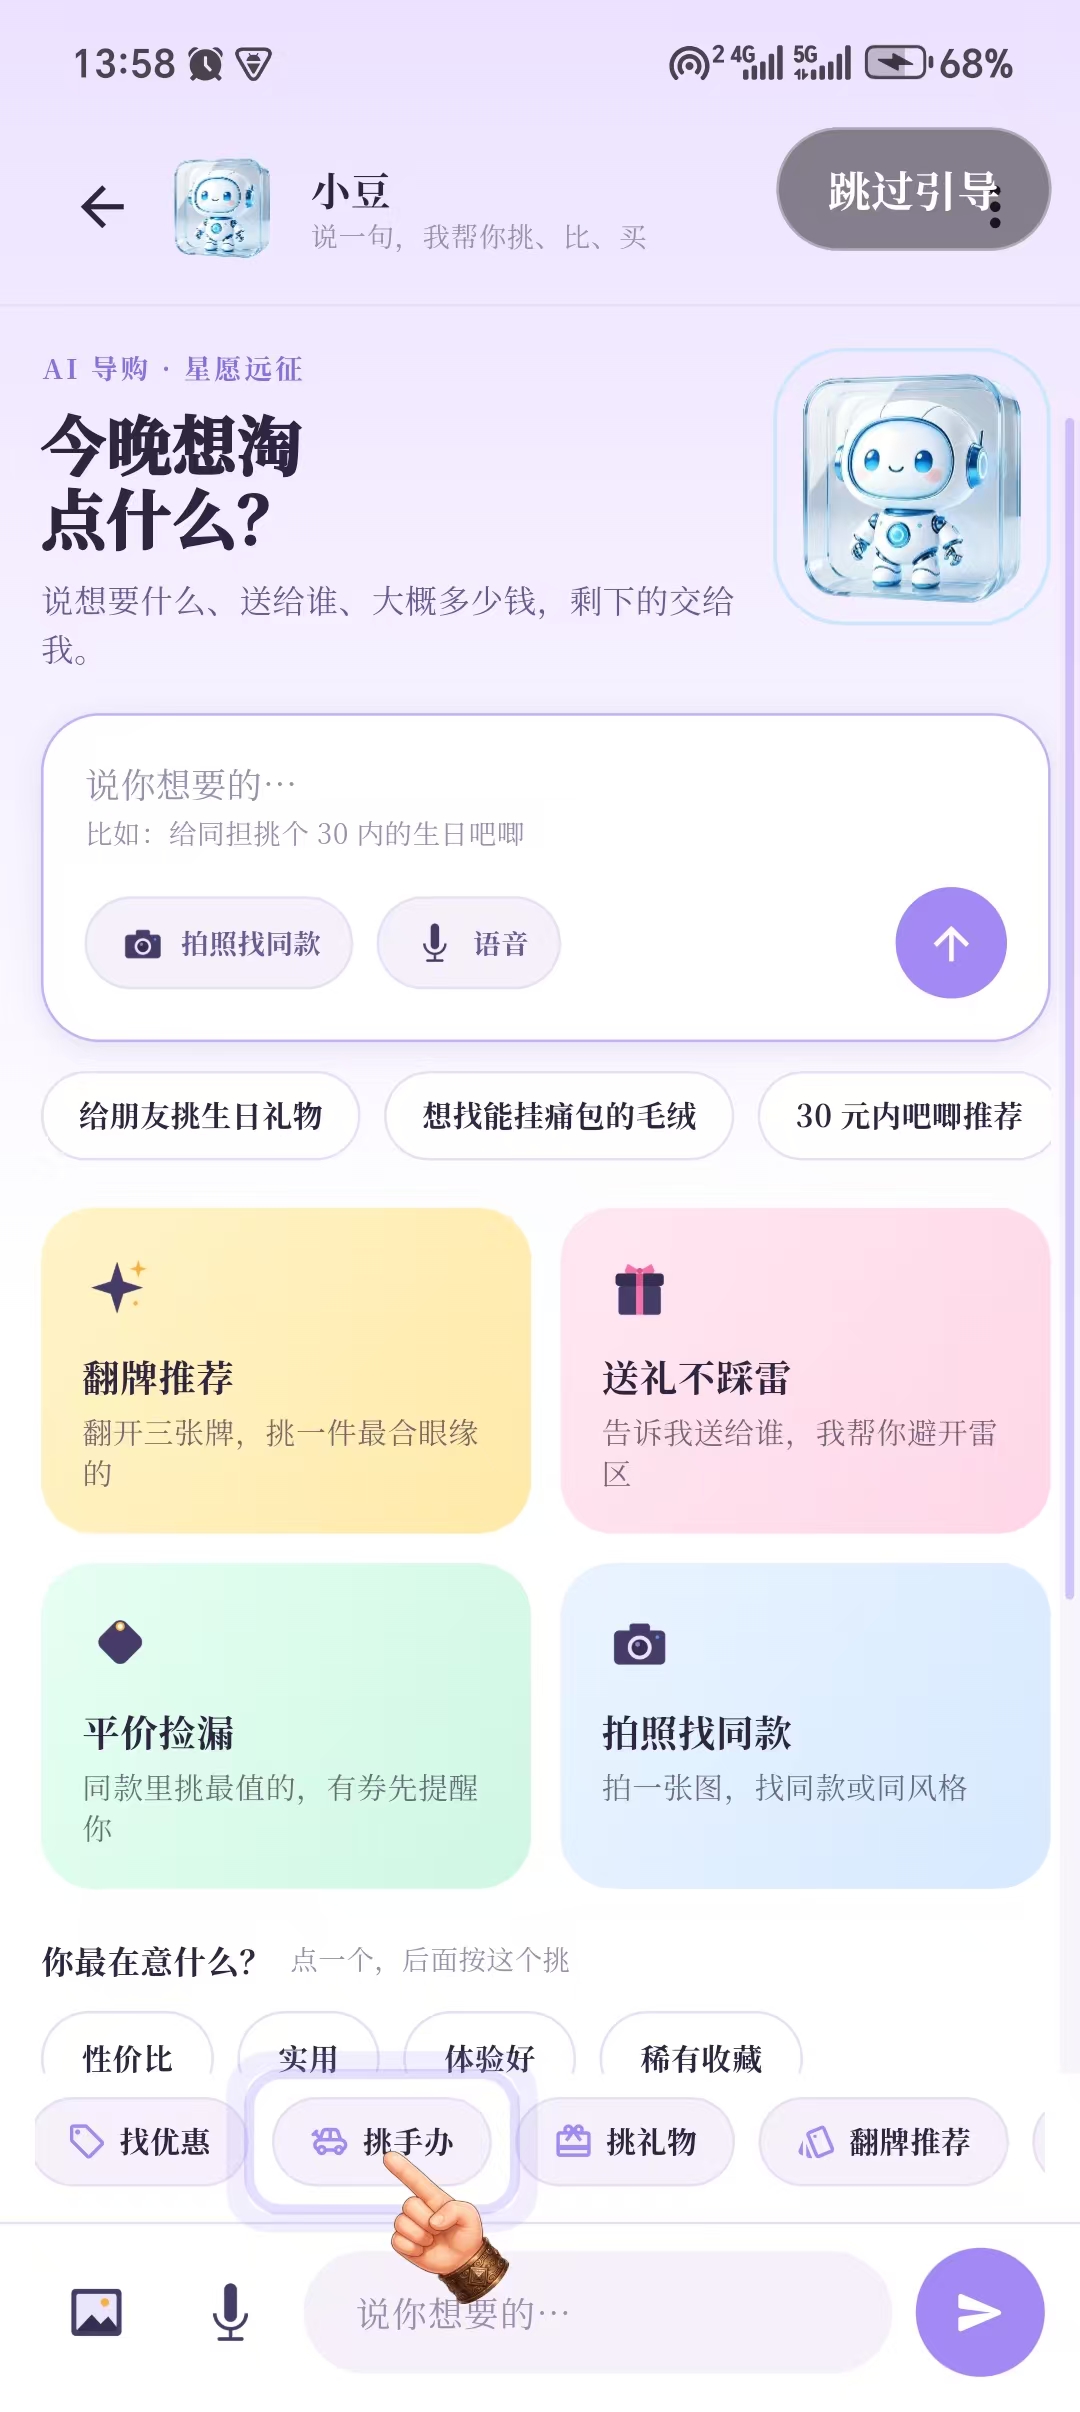 13:58
2 4G 5G 68%
小豆
说一句，我帮你挑、比、买
跳过引导
AI 导购 · 星愿远征
今晚想淘
点什么？
说想要什么、送给谁、大概多少钱，剩下的交给
我。
说你想要的…
比如：给同担挑个 30 内的生日吧唧
拍照找同款
语音
给朋友挑生日礼物
想找能挂痛包的毛绒
30 元内吧唧推荐
翻牌推荐
翻开三张牌，挑一件最合眼缘
的
送礼不踩雷
告诉我送给谁，我帮你避开雷
区
平价捡漏
同款里挑最值的，有券先提醒
你
拍照找同款
拍一张图，找同款或同风格
你最在意什么？ 点一个，后面按这个挑
性价比
实用
体验好
稀有收藏
找优惠
挑手办
挑礼物
翻牌推荐
说你想要的…